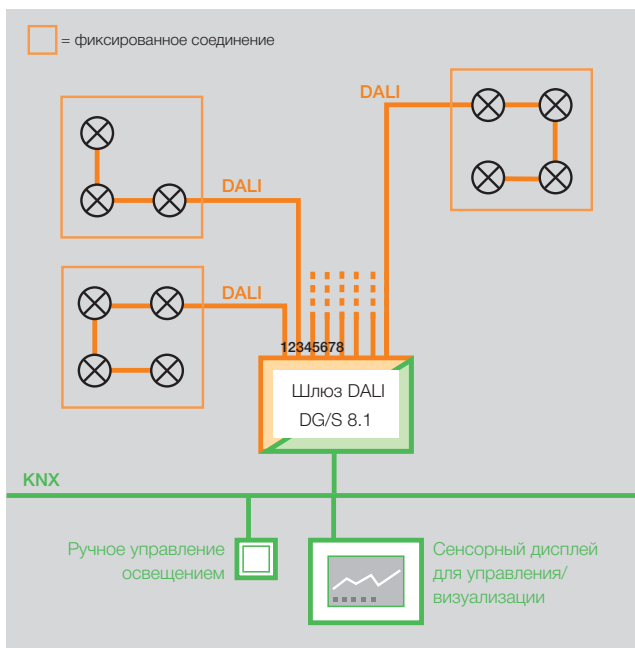 = фиксированное соединение
DALI
DALI
DALI
12345678
Шлюз DALI
DG/S 8.1
KNX
Ручное управление
освещением
Сенсорный дисплей
для управления/
визуализации